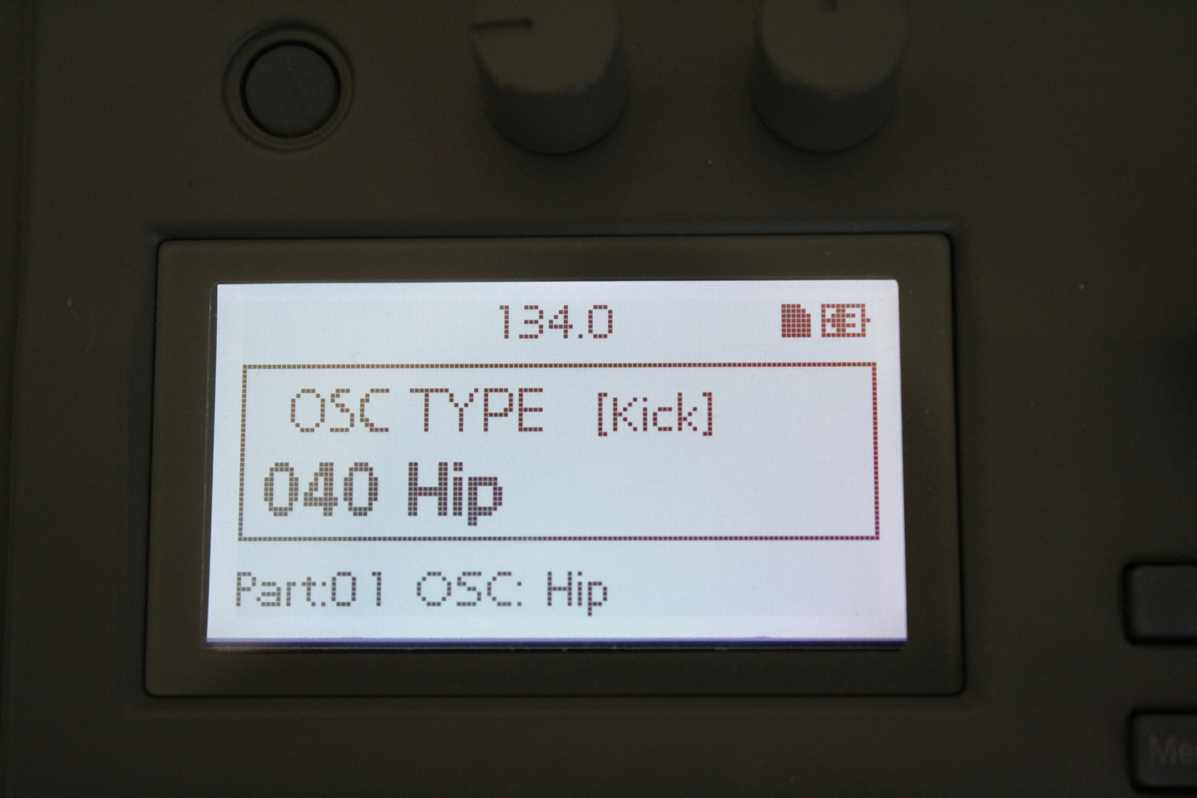 134.0
OSC TYPE [Kick]
040 Hip
Part:01 OSC: Hip